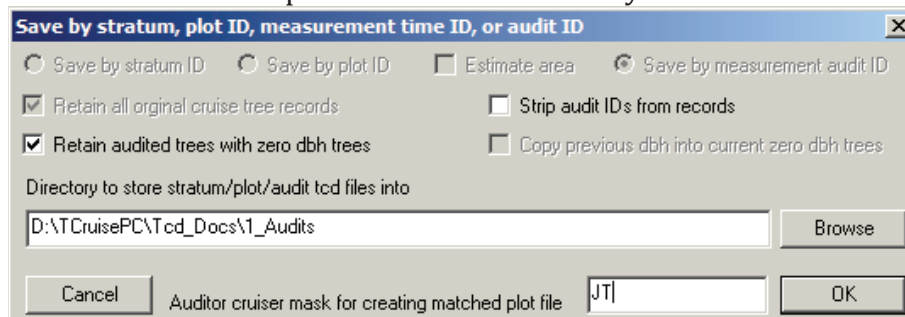 Save by stratum, plot ID, measurement time ID, or audit ID
Save by stratum ID Save by plot ID Estimate area Save by measurement audit ID
Retain all orginal cruise tree records Strip audit IDs from records
Retain audited trees with zero dbh trees Copy previous dbh into current zero dbh trees
Directory to store stratum/plot/audit tcd files into
D:\TCruisePC\Tcd_Docs\1_Audits Browse
Cancel Auditor cruiser mask for creating matched plot file JT OK